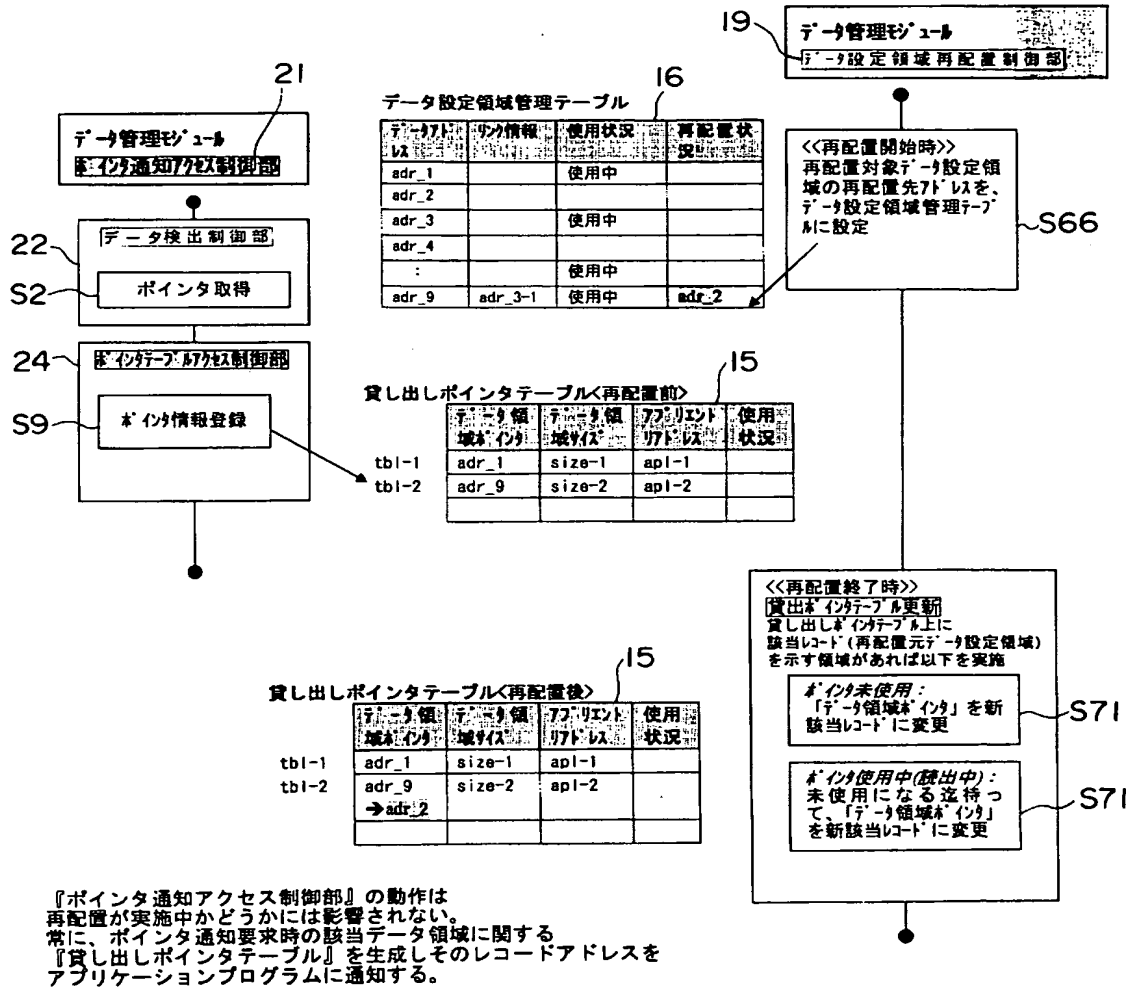 19
データ管理モジュール
データ設定領域再配置制御部
21
データ管理モジュール
ポインタ通知アクセス制御部
16
データ設定領域管理テーブル
データアドレス リンク情報 使用状況 再配置状況
adr_1 使用中
adr_2
adr_3 使用中
adr_4
: 使用中
adr_9 adr_3-1 使用中 adr_2
<<再配置開始時>>
再配置対象データ設定領
域の再配置先アドレスを、
データ設定領域管理テーブ
ルに設定
S66
22
データ検出制御部
S2
ポインタ取得
24
ポインタテーブルアクセス制御部
S9
ポインタ情報登録
15
貸し出しポインタテーブル<再配置前>
データ領域ポインタ データ領域サイズ アプリエントリアドレス 使用状況
tbl-1 adr_1 size-1 apl-1
tbl-2 adr_9 size-2 apl-2
<<再配置終了時>>
貸出ポインタテーブル更新
貸し出しポインタテーブル上に
該当レコード(再配置元データ設定領域)
を示す領域があれば以下を実施
ポインタ未使用:
「データ領域ポインタ」を新
該当レコードに変更
S71
ポインタ使用中(読出中):
未使用になる迄待っ
て、「データ領域ポインタ」
を新該当レコードに変更
S71
15
貸し出しポインタテーブル<再配置後>
データ領域ポインタ データ領域サイズ アプリエントリアドレス 使用状況
tbl-1 adr_1 size-1 apl-1
tbl-2 adr_9 size-2 apl-2
→adr_2
『ポインタ通知アクセス制御部』の動作は
再配置が実施中かどうかには影響されない。
常に、ポインタ通知要求時の該当データ領域に関する
『貸し出しポインタテーブル』を生成しそのレコードアドレスを
アプリケーションプログラムに通知する。